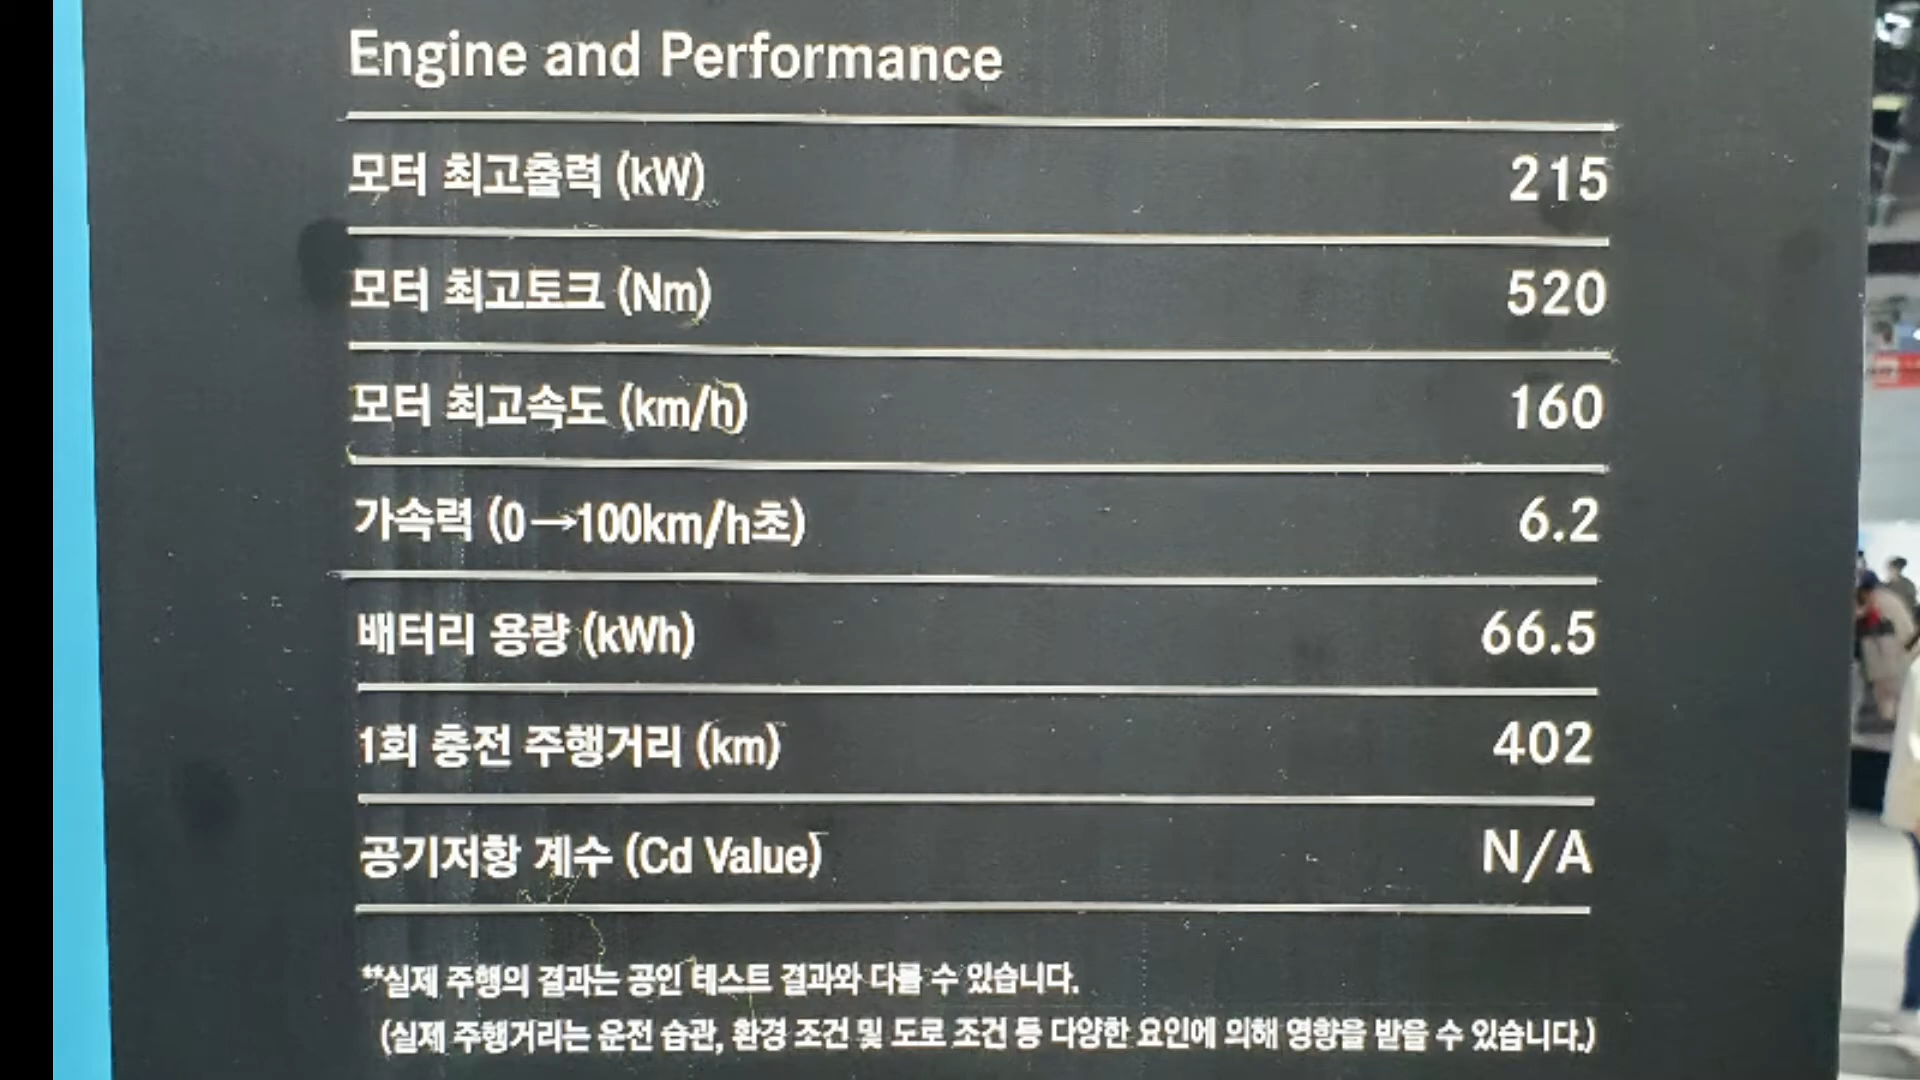 Engine and Performance
모터 최고출력 (kW) 215
모터 최고토크 (Nm) 520
모터 최고속도 (km/h) 160
가속력 (0→100km/h초) 6.2
배터리 용량 (kWh) 66.5
1회 충전 주행거리 (km) 402
공기저항 계수 (Cd Value) N/A
**실제 주행의 결과는 공인 테스트 결과와 다를 수 있습니다.
(실제 주행거리는 운전 습관, 환경 조건 및 도로 조건 등 다양한 요인에 의해 영향을 받을 수 있습니다.)